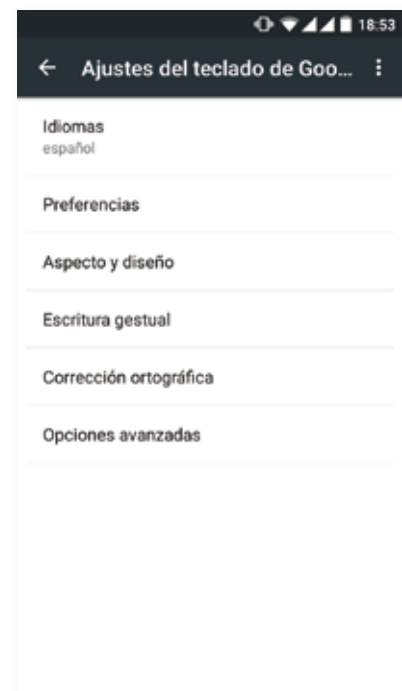 18:53
Ajustes del teclado de Goo...
Idiomas
español
Preferencias
Aspecto y diseño
Escritura gestual
Corrección ortográfica
Opciones avanzadas